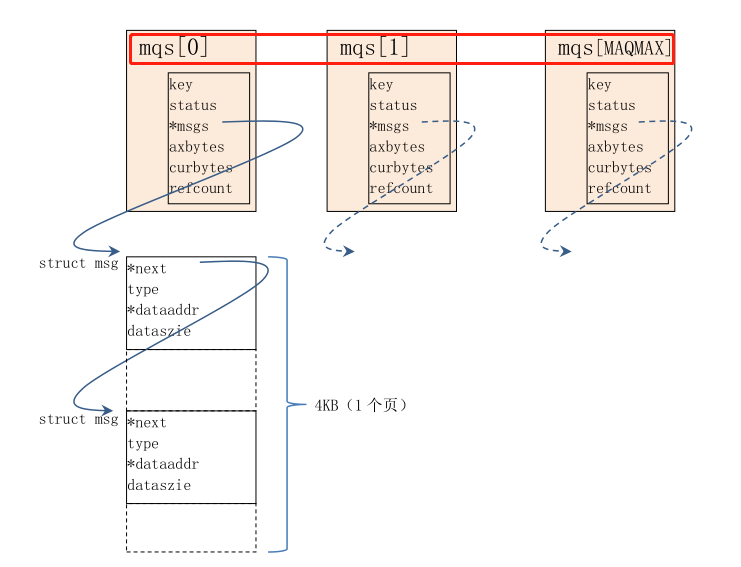 mqs[0]
key
status
*msgs
axbytes
curbytes
refcount
mqs[1]
key
status
*msgs
axbytes
curbytes
refcount
mqs[MAQMAX]
key
status
*msgs
axbytes
curbytes
refcount
struct msg
*next
type
*dataaddr
dataszie
4KB（1个页）
struct msg
*next
type
*dataaddr
dataszie